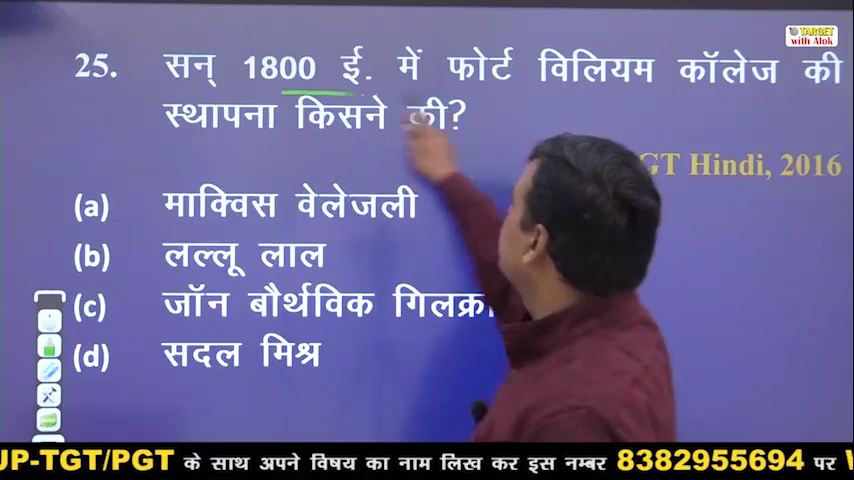 TARGET
with Alok
25. सन् 1800 ई. में फोर्ट विलियम कॉलेज की
स्थापना किसने की?
GT Hindi, 2016
(a) माक्विस वेलेजली
(b) लल्लू लाल
(c) जॉन बौर्थविक
(d) सदल मिश्र
UP-TGT/PGT के साथ अपने विषय का नाम लिख कर इस नम्बर 8382955694 पर